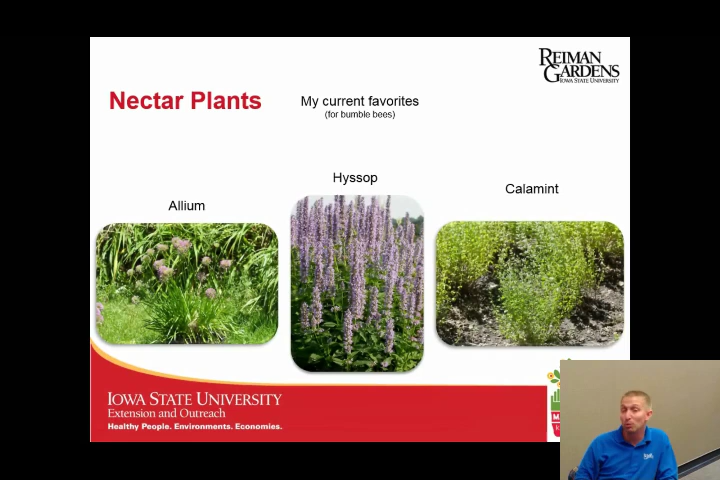 REIMAN
GARDENS
IOWA STATE UNIVERSITY
Nectar Plants
My current favorites
(for bumble bees)
Hyssop
Calamint
Allium
IOWA STATE UNIVERSITY
Extension and Outreach
Healthy People. Environments. Economies.